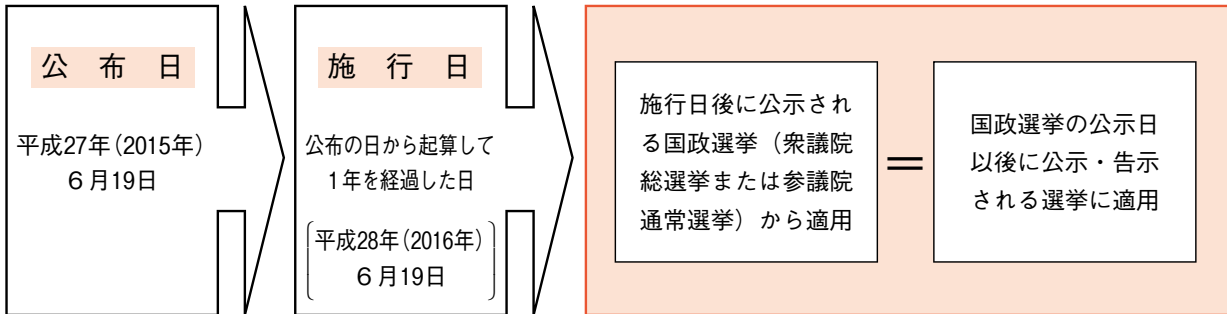 公布日
平成27年(2015年)
6月19日
施行日
公布の日から起算して
1年を経過した日
平成28年(2016年)
6月19日
施行日後に公示され
る国政選挙（衆議院
総選挙または参議院
通常選挙）から適用
＝
国政選挙の公示日
以後に公示・告示
される選挙に適用